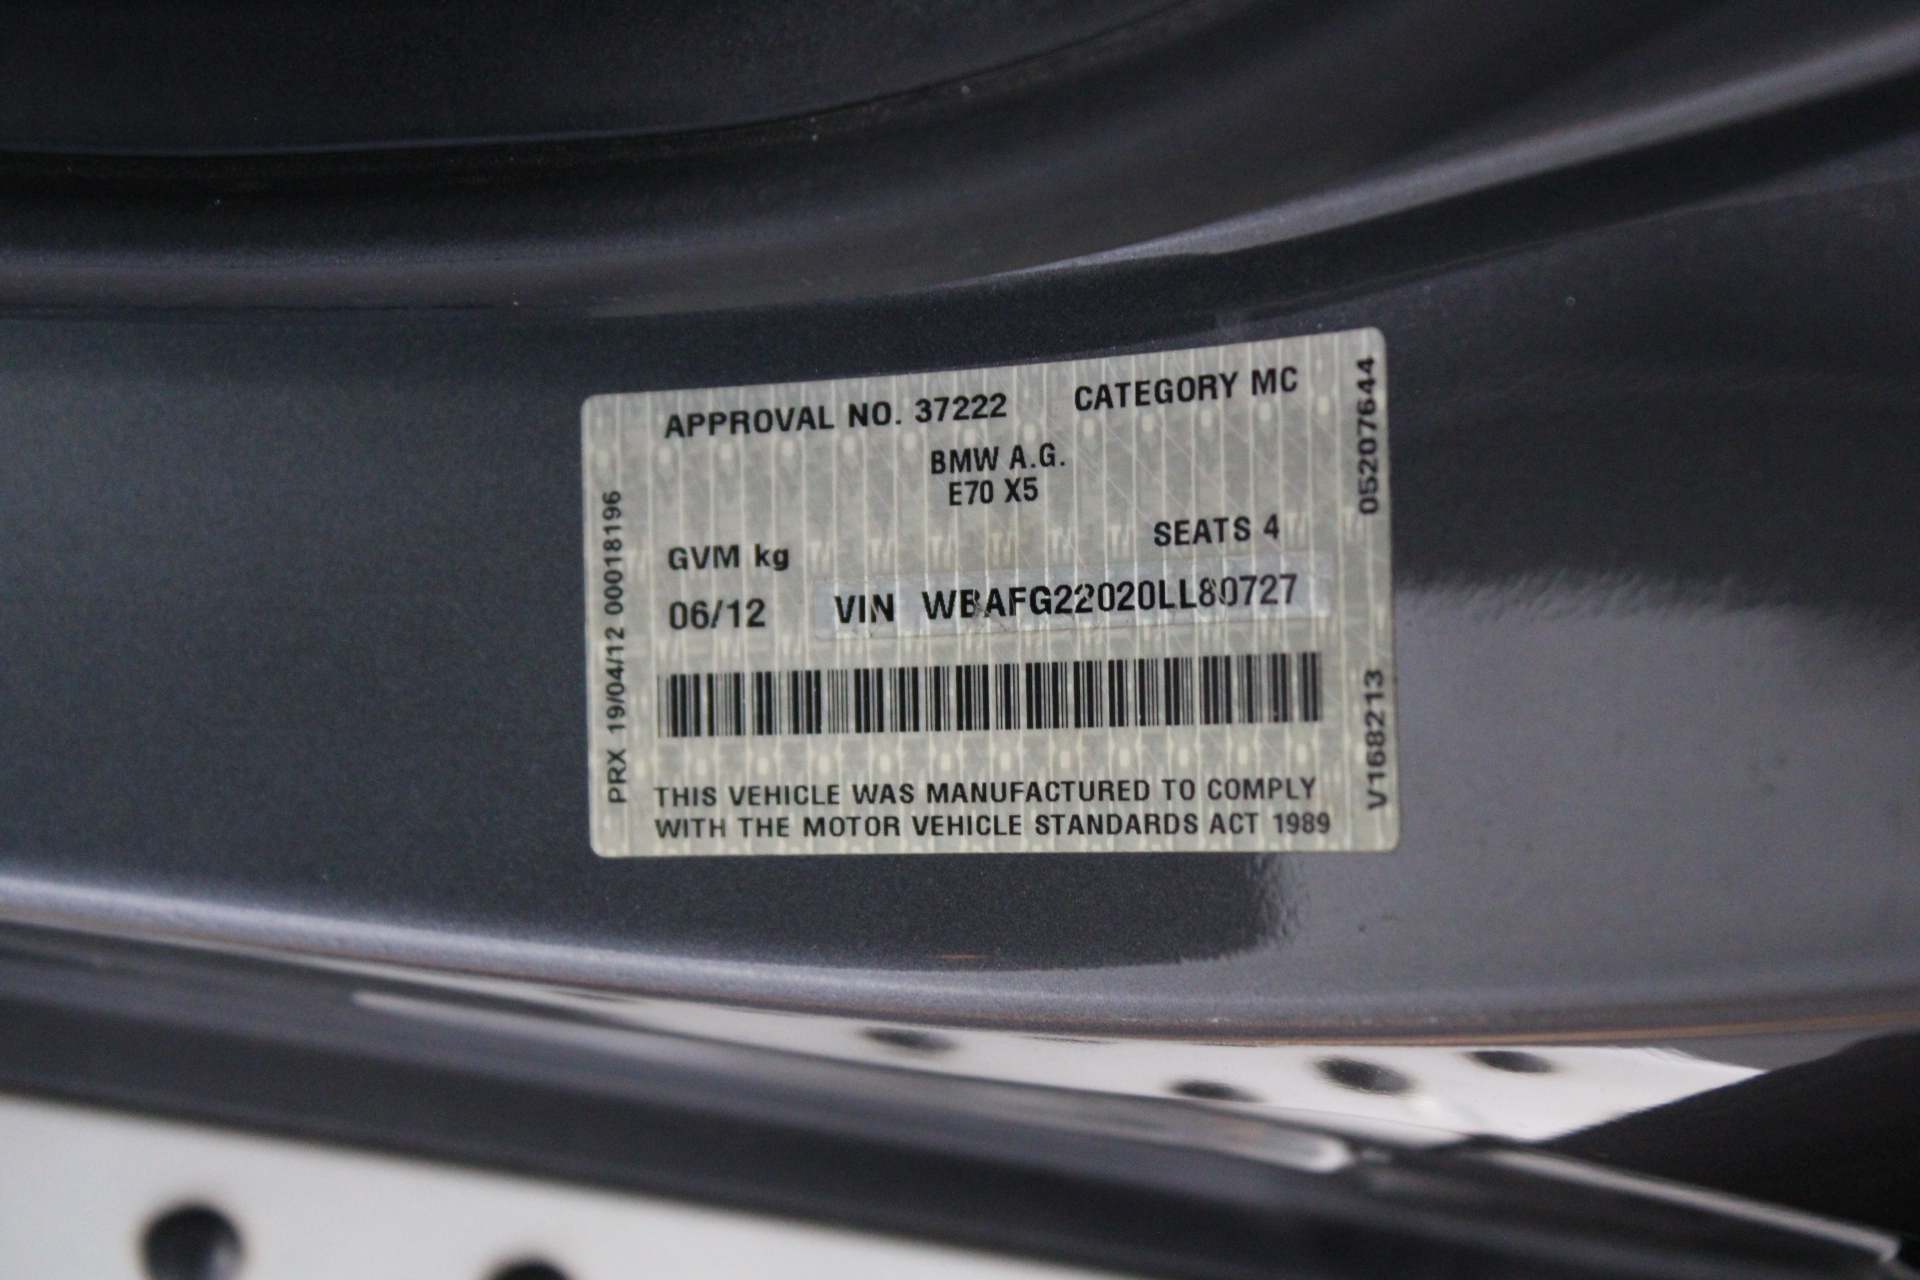 APPROVAL NO. 37222 CATEGORY MC
BMW A.G.
E70 X5
SEATS 4
GVM kg
06/12 VIN WBAFG22020LL80727
THIS VEHICLE WAS MANUFACTURED TO COMPLY
WITH THE MOTOR VEHICLE STANDARDS ACT 1989
PRX 19/04/12 00018196
05207644
V168213